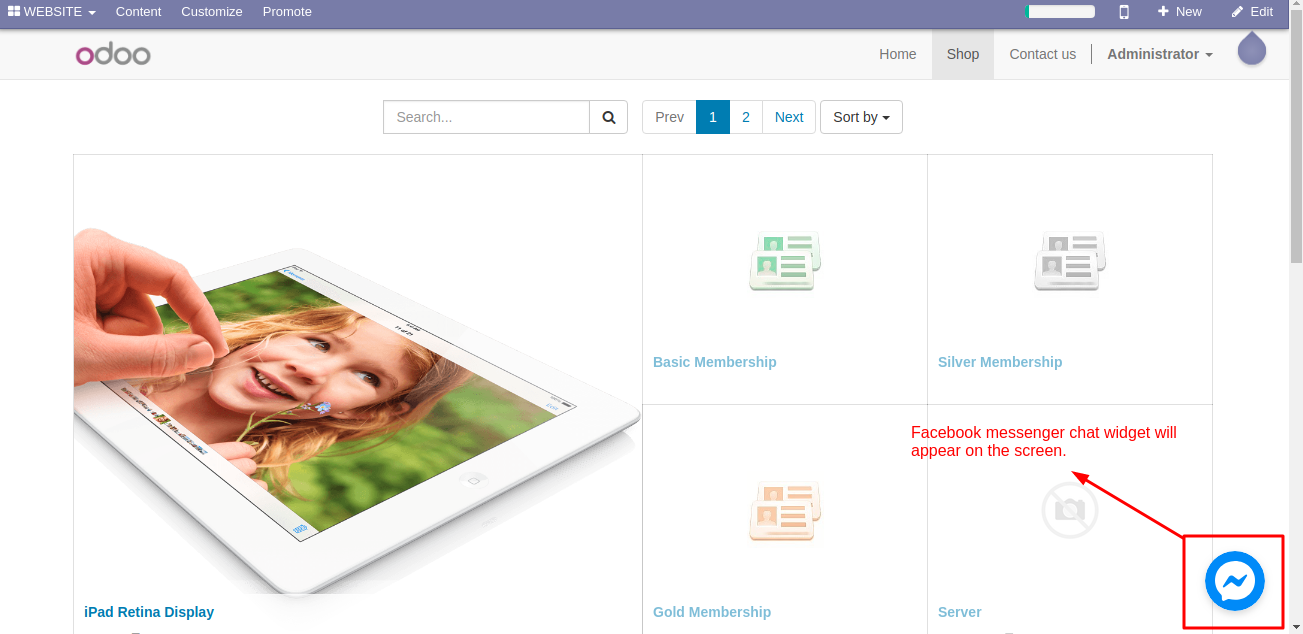 WEBSITE Content Customize Promote New Edit
odoo Home Shop Contact us Administrator
Search... Prev 1 2 Next Sort by
Basic Membership Silver Membership
Facebook messenger chat widget will
appear on the screen.
iPad Retina Display Gold Membership Server